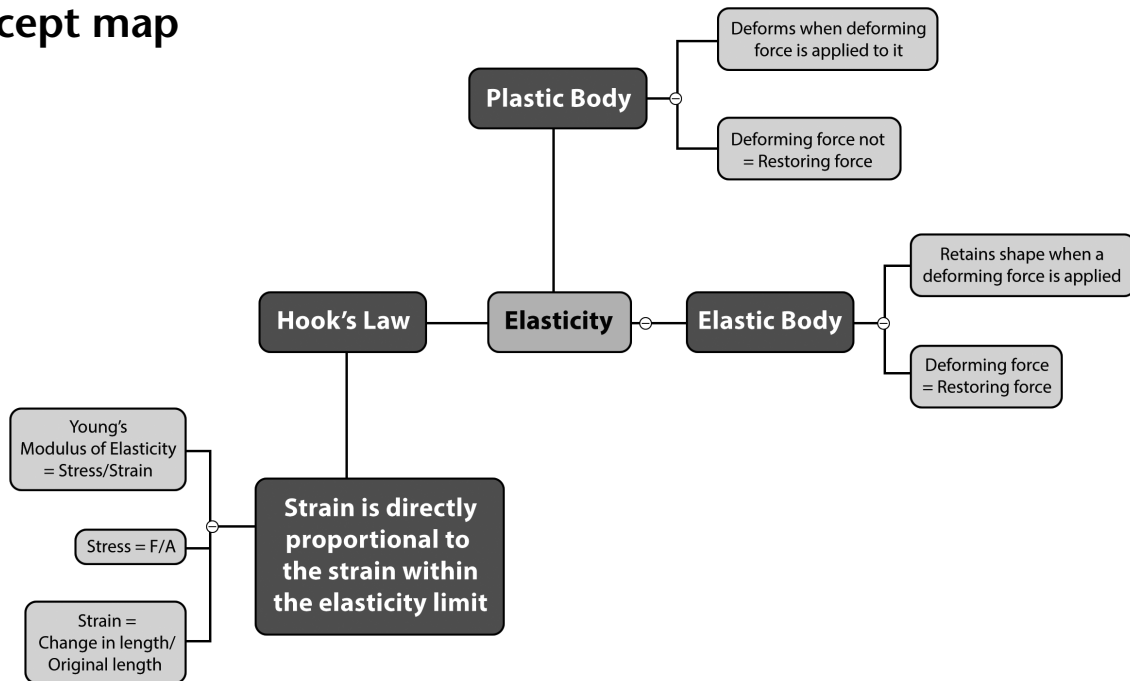 cept map
Deforms when deforming
force is applied to it
Plastic Body
Deforming force not
= Restoring force
Retains shape when a
deforming force is applied
Hook's Law
Elasticity
Elastic Body
Deforming force
= Restoring force
Young's
Modulus of Elasticity
= Stress/Strain
Strain is directly
proportional to
the strain within
the elasticity limit
Stress = F/A
Strain =
Change in length/
Original length